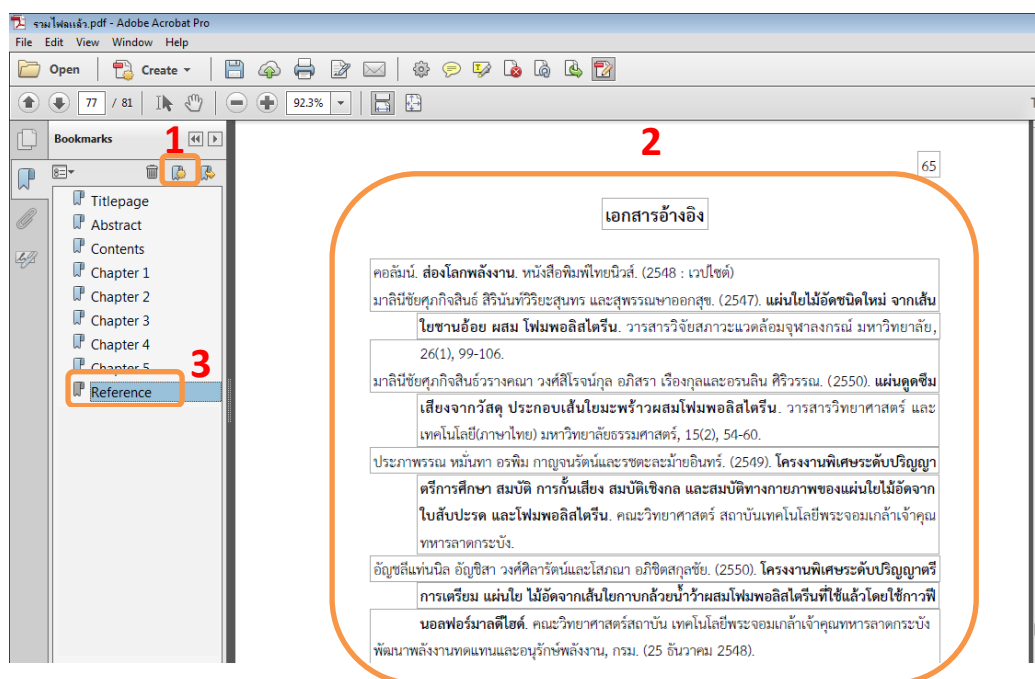 รวมไฟลแล้ว.pdf - Adobe Acrobat Pro
File Edit View Window Help
Open Create
77 / 81 92.3%
Bookmarks
1
Titlepage
Abstract
Contents
Chapter 1
Chapter 2
Chapter 3
Chapter 4
Chapter 5
3
Reference
2
65
เอกสารอ้างอิง
คอลัมน์. ส่องโลกพลังงาน. หนังสือพิมพ์ไทยนิวส์. (2548 : เวปไซต์)
มาลินีชัยศุภกิจสินธ์ สิรินันท์วิริยะสุนทร และสุพรรณษาออกสุข. (2547). แผ่นใยไม้อัดชนิดใหม่ จากเส้น
ใยชานอ้อย ผสม โฟมพอลิสไตรีน. วารสารวิจัยสภาวะแวดล้อมจุฬาลงกรณ์ มหาวิทยาลัย,
26(1), 99-106.
มาลินีชัยศุภกิจสินธ์วรางคณา วงศ์สิโรจน์กุล อภิสรา เรืองกุลและอรนลิน ศิริวรรณ. (2550). แผ่นดูดซึม
เสียงจากวัสดุ ประกอบเส้นใยมะพร้าวผสมโฟมพอลิสไตรีน. วารสารวิทยาศาสตร์ และ
เทคโนโลยี(ภาษาไทย) มหาวิทยาลัยธรรมศาสตร์, 15(2), 54-60.
ประภาพรรณ หมั่นทา อรพิม กาญจนรัตน์และรชตะละม้ายอินทร์. (2549). โครงงานพิเศษระดับปริญญา
ตรีการศึกษา สมบัติ การกั้นเสียง สมบัติเชิงกล และสมบัติทางกายภาพของแผ่นใยไม้อัดจาก
ใบสับปะรด และโฟมพอลิสไตรีน. คณะวิทยาศาสตร์ สถาบันเทคโนโลยีพระจอมเกล้าเจ้าคุณ
ทหารลาดกระบัง.
อัญชลีแท่นนิล อัญชิสา วงศ์ศิลารัตน์และโสภณา อภิชิตสกุลชัย. (2550). โครงงานพิเศษระดับปริญญาตรี
การเตรียม แผ่นใย ไม้อัดจากเส้นใยกาบกล้วยน้ำว้าผสมโฟมพอลิสไตรีนที่ใช้แล้วโดยใช้กาวฟี
นอลฟอร์มาลดีไฮด์. คณะวิทยาศาสตร์สถาบัน เทคโนโลยีพระจอมเกล้าเจ้าคุณทหารลาดกระบัง
พัฒนาพลังงานทดแทนและอนุรักษ์พลังงาน, กรม. (25 ธันวาคม 2548).